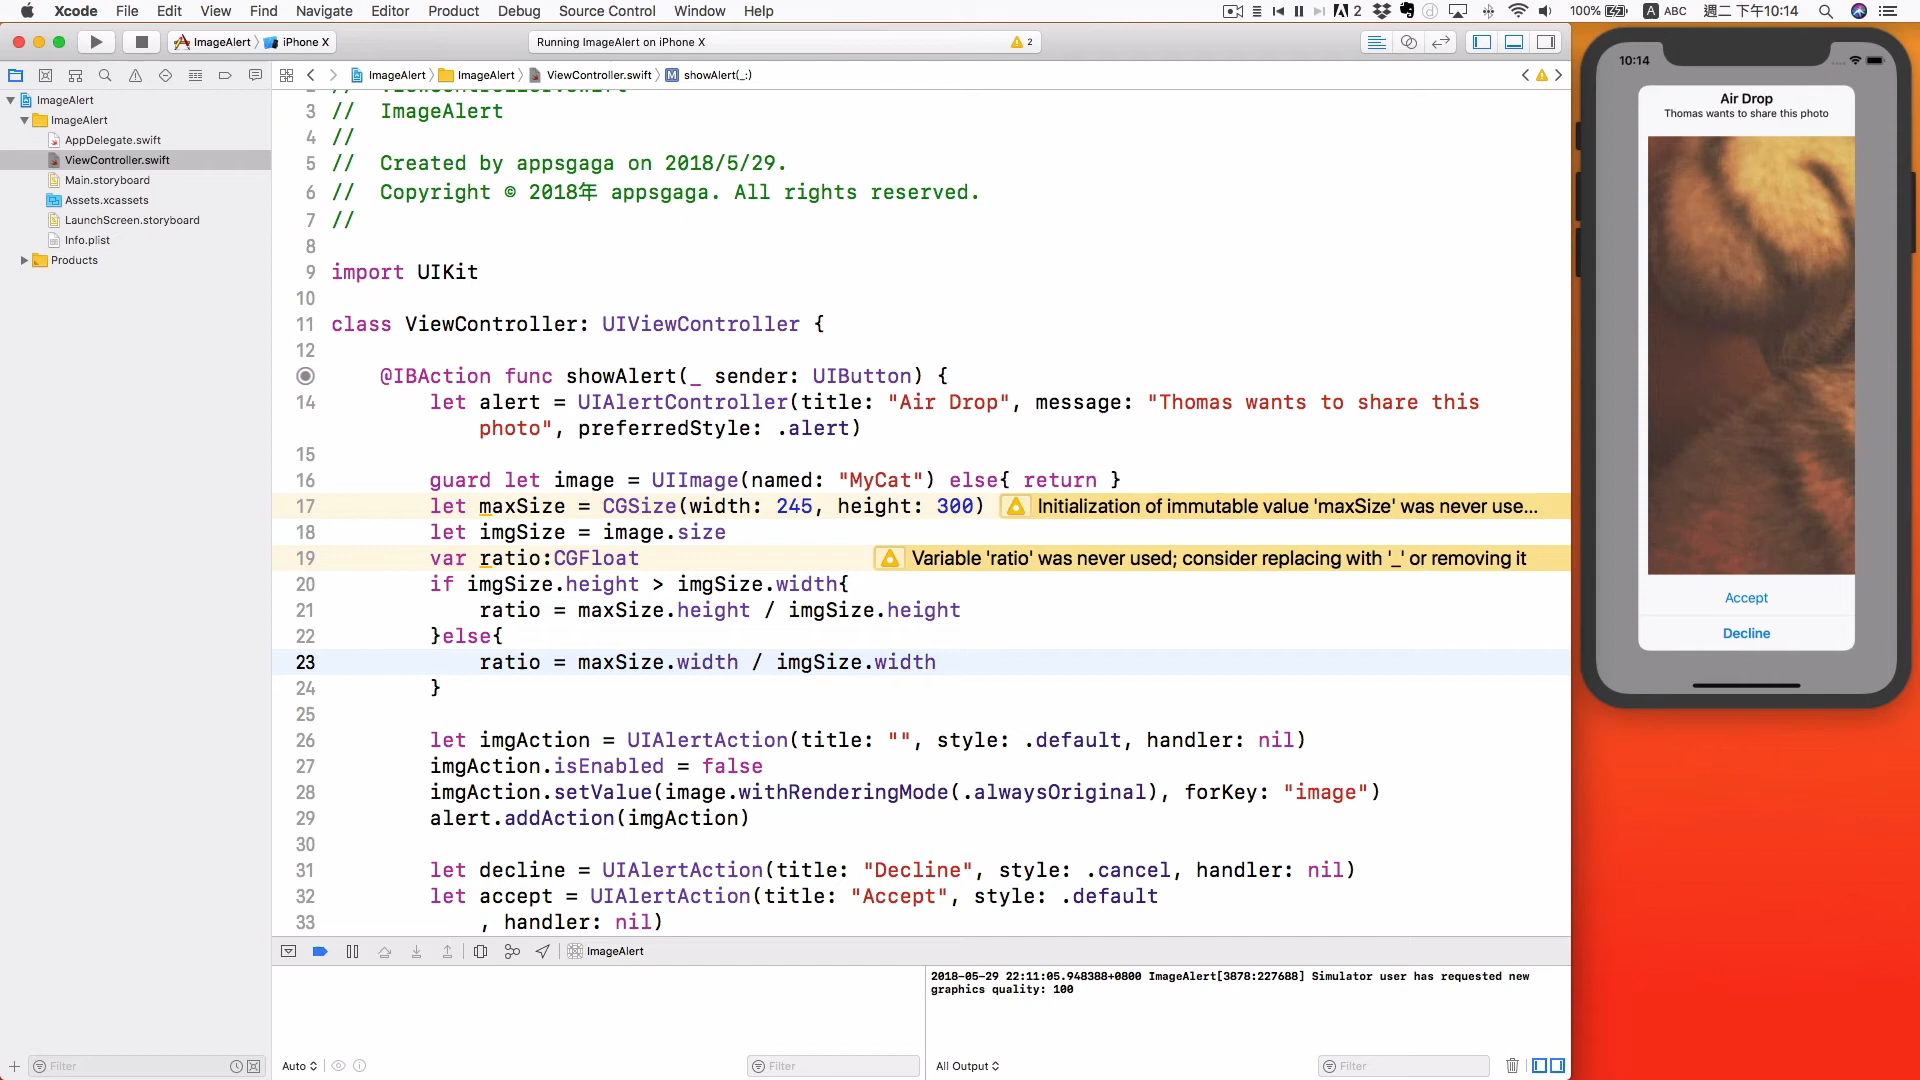 Xcode File Edit View Find Navigate Editor Product Debug Source Control Window Help 2 100% A ABC 週二 下午10:14
ImageAlert iPhone X Running ImageAlert on iPhone X 2
ImageAlert ImageAlert ViewController.swift M showAlert(_:)
ImageAlert
ImageAlert
AppDelegate.swift
ViewController.swift
Main.storyboard
Assets.xcassets
LaunchScreen.storyboard
Info.plist
Products
3 // ImageAlert
4 //
5 // Created by appsgaga on 2018/5/29.
6 // Copyright © 2018年 appsgaga. All rights reserved.
7 //
8
9 import UIKit
10
11 class ViewController: UIViewController {
12
@IBAction func showAlert(_ sender: UIButton) {
14 let alert = UIAlertController(title: "Air Drop", message: "Thomas wants to share this
photo", preferredStyle: .alert)
15
16 guard let image = UIImage(named: "MyCat") else{ return }
17 let maxSize = CGSize(width: 245, height: 300) Initialization of immutable value 'maxSize' was never use...
18 let imgSize = image.size
19 var ratio:CGFloat Variable 'ratio' was never used; consider replacing with '_' or removing it
20 if imgSize.height > imgSize.width{
21 ratio = maxSize.height / imgSize.height
22 }else{
23 ratio = maxSize.width / imgSize.width
24 }
25
26 let imgAction = UIAlertAction(title: "", style: .default, handler: nil)
27 imgAction.isEnabled = false
28 imgAction.setValue(image.withRenderingMode(.alwaysOriginal), forKey: "image")
29 alert.addAction(imgAction)
30
31 let decline = UIAlertAction(title: "Decline", style: .cancel, handler: nil)
32 let accept = UIAlertAction(title: "Accept", style: .default
33 , handler: nil)
ImageAlert
2018-05-29 22:11:05.948388+0800 ImageAlert[3878:227688] Simulator user has requested new
graphics quality: 100
Filter Auto Filter All Output Filter
10:14
Air Drop
Thomas wants to share this photo
Accept
Decline